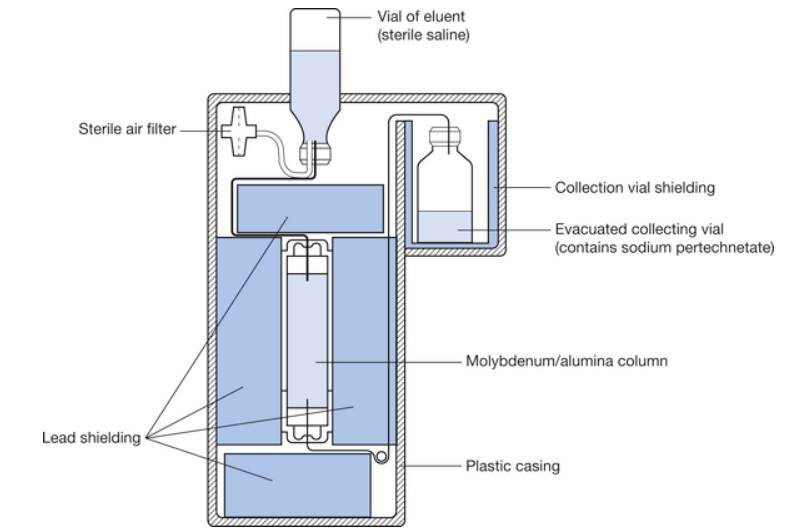 Vial of eluent
(sterile saline)
Sterile air filter
Collection vial shielding
Evacuated collecting vial
(contains sodium pertechnetate)
Molybdenum/alumina column
Lead shielding
Plastic casing